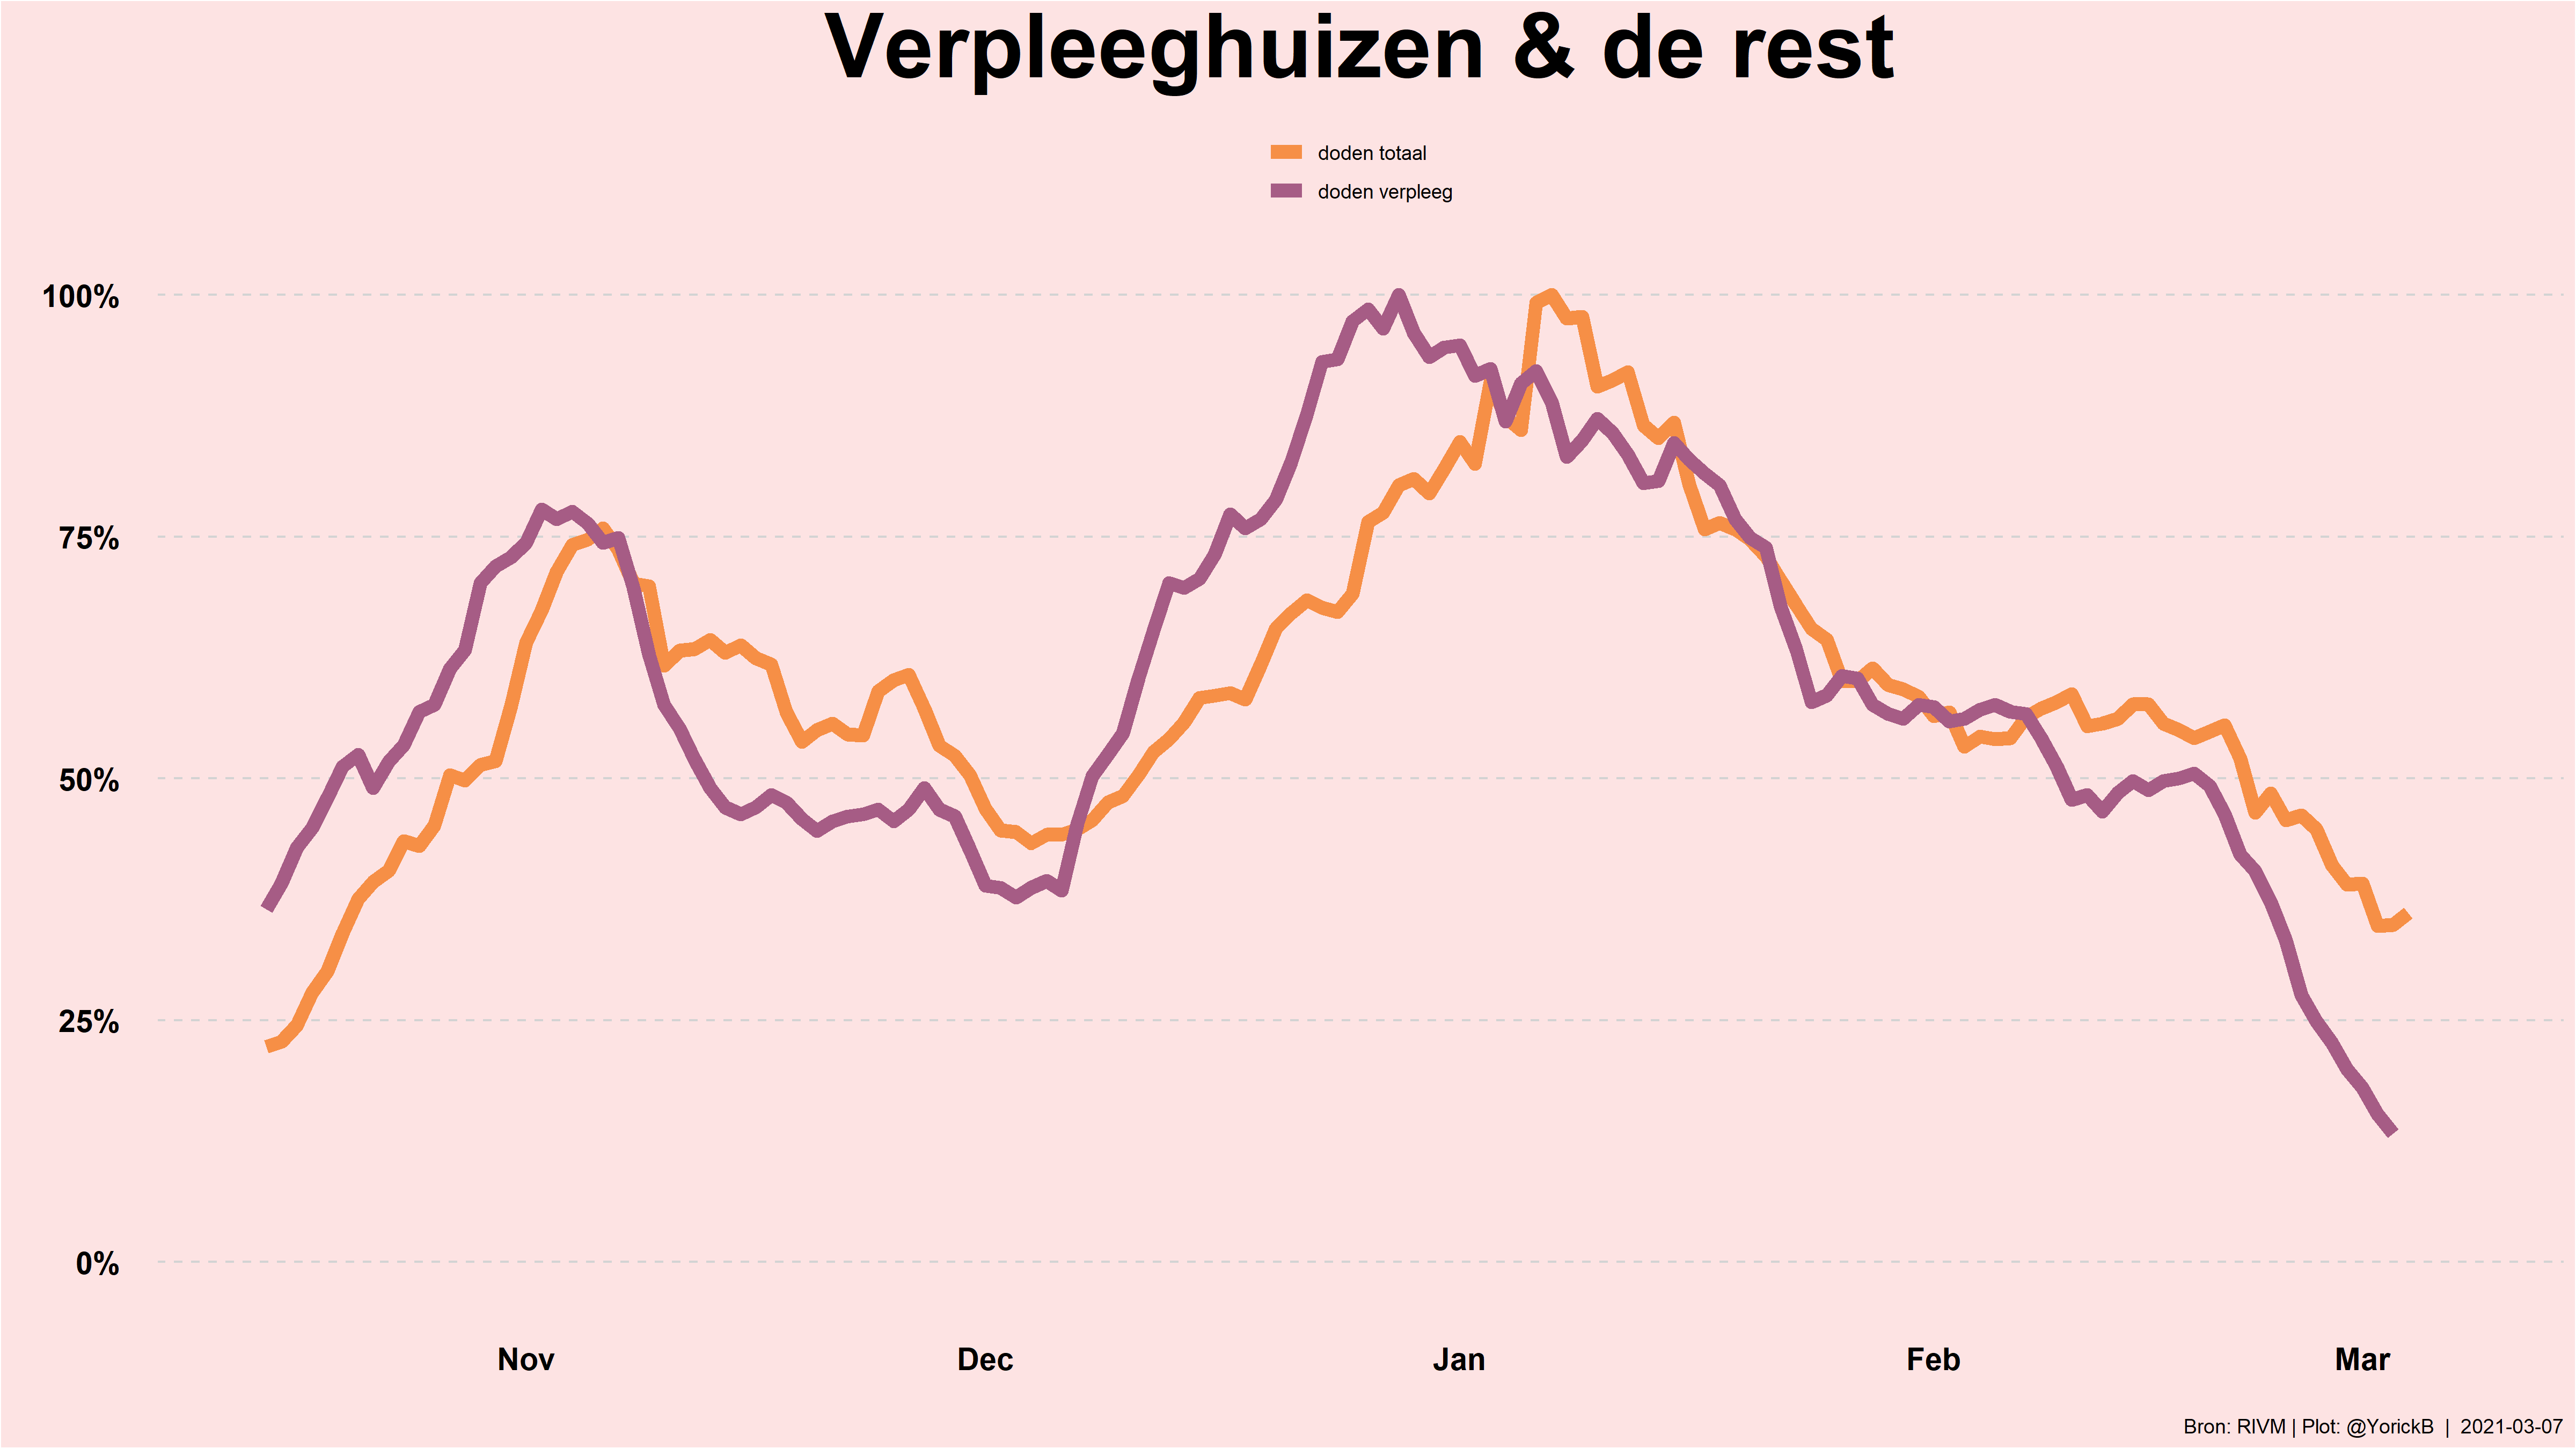 Verpleeghuizen & de rest
doden totaal
doden verpleeg
100%
75%
50%
25%
0%
Nov Dec Jan Feb Mar
Bron: RIVM | Plot: @YorickB | 2021-03-07